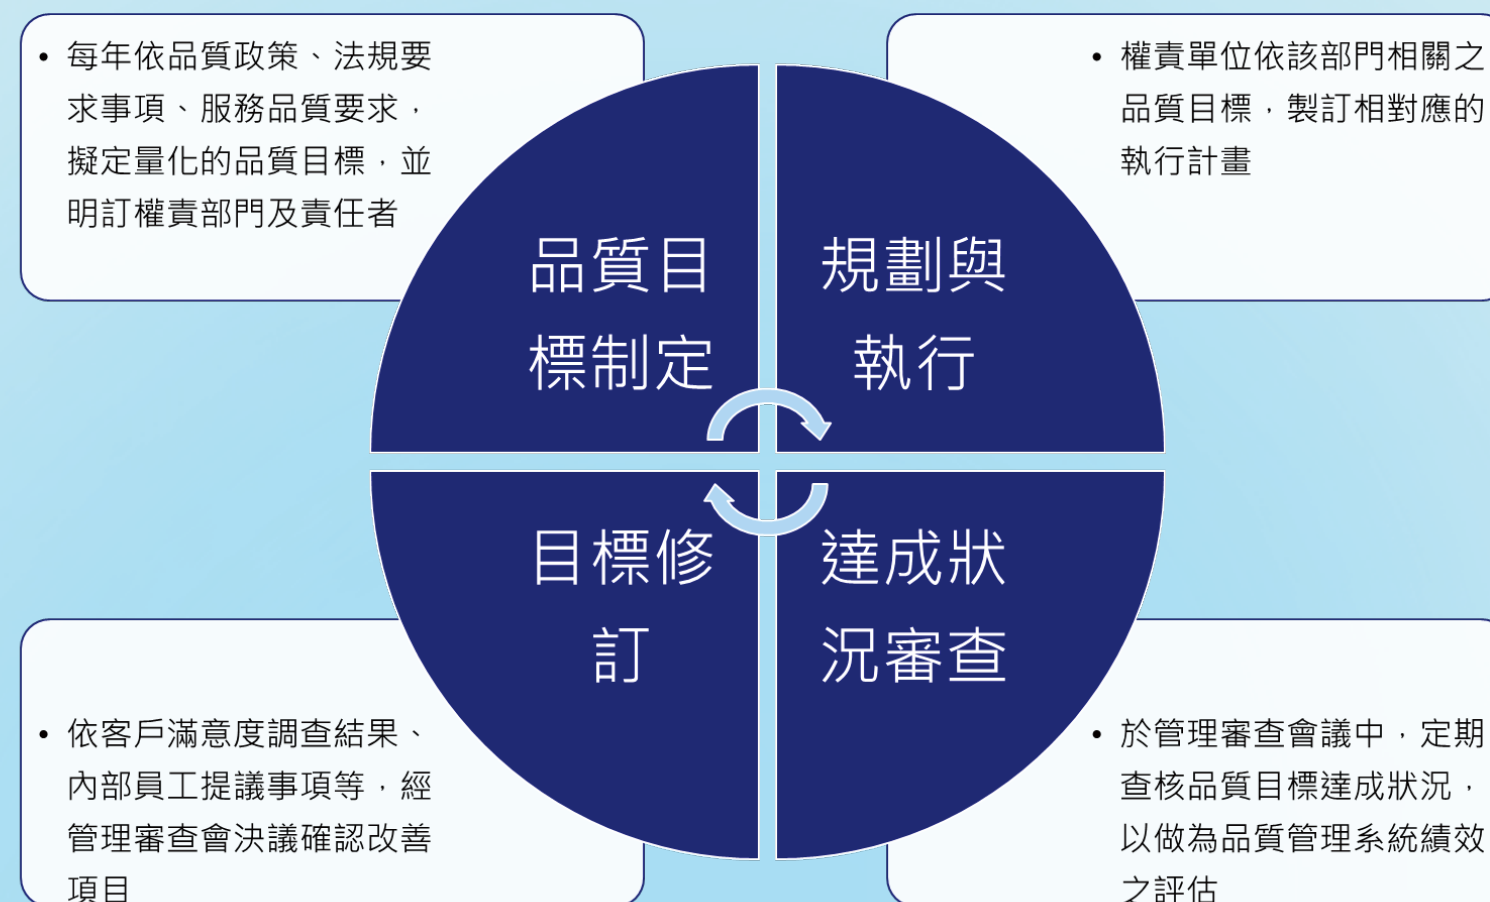 • 每年依品質政策、法規要
求事項、服務品質要求，
擬定量化的品質目標，並
明訂權責部門及責任者
• 權責單位依該部門相關之
品質目標，製訂相對應的
執行計畫
品質目
標制定
規劃與
執行
目標修
訂
達成狀
況審查
• 依客戶滿意度調查結果、
內部員工提議事項等，經
管理審查會決議確認改善
項目
• 於管理審查會議中，定期
查核品質目標達成狀況，
以做為品質管理系統績效
之評估